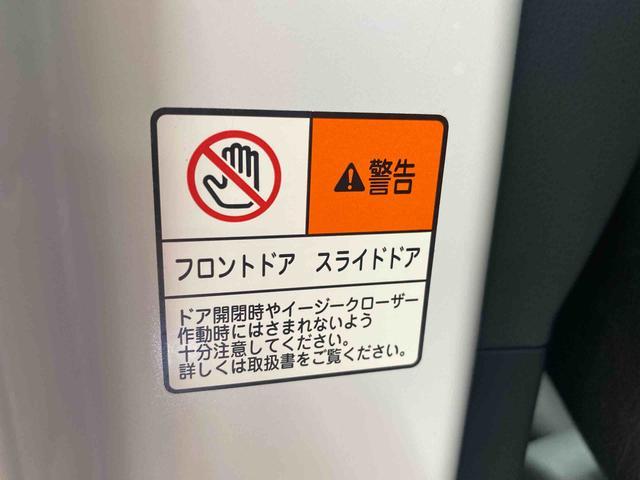 警告
フロントドア スライドドア
ドア開閉時やイージークローザー
作動時にはさまれないよう
十分注意してください。
詳しくは取扱書をご覧ください。